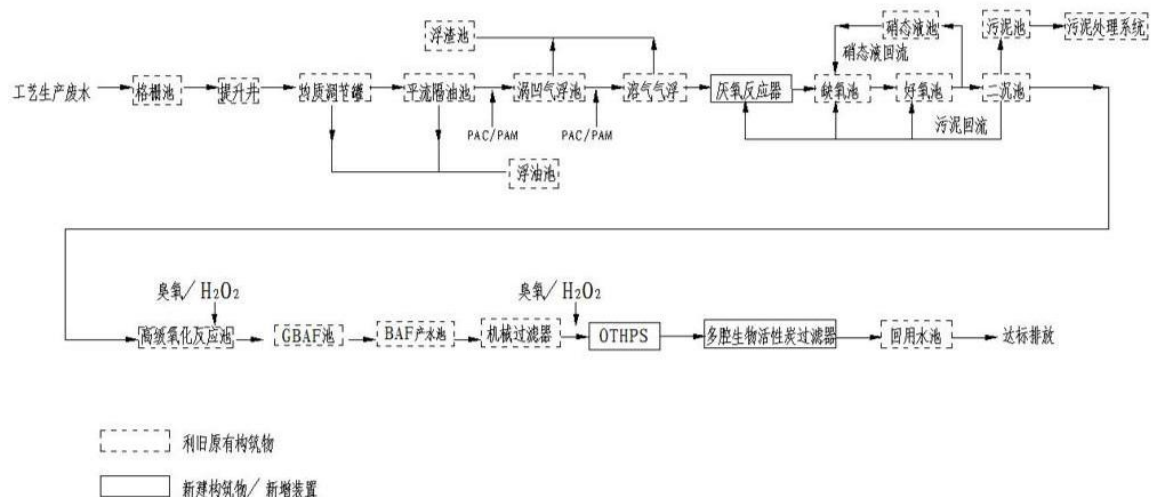 浮渣池
硝态液池
污泥池
污泥处理系统
硝态液回流
工艺生产废水
格栅池
提升井
均质调节罐
平流隔油池
涡凹气浮池
溶气气浮
厌氧反应器
缺氧池
好氧池
二沉池
PAC/PAM
PAC/PAM
污泥回流
浮油池
臭氧/H₂O₂
臭氧/H₂O₂
高级氧化反应池
GBAF池
BAF产水池
机械过滤器
OTHPS
多腔生物活性炭过滤器
回用水池
达标排放
利旧原有构筑物
新建构筑物/新增装置